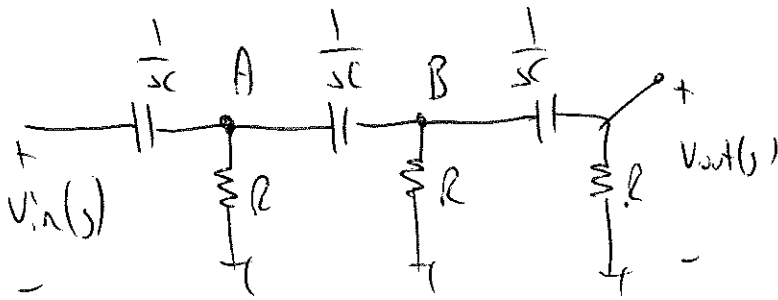 1/sC A 1/sC B 1/sC
+ +
Vin(s) R R R Vout(s)
- -